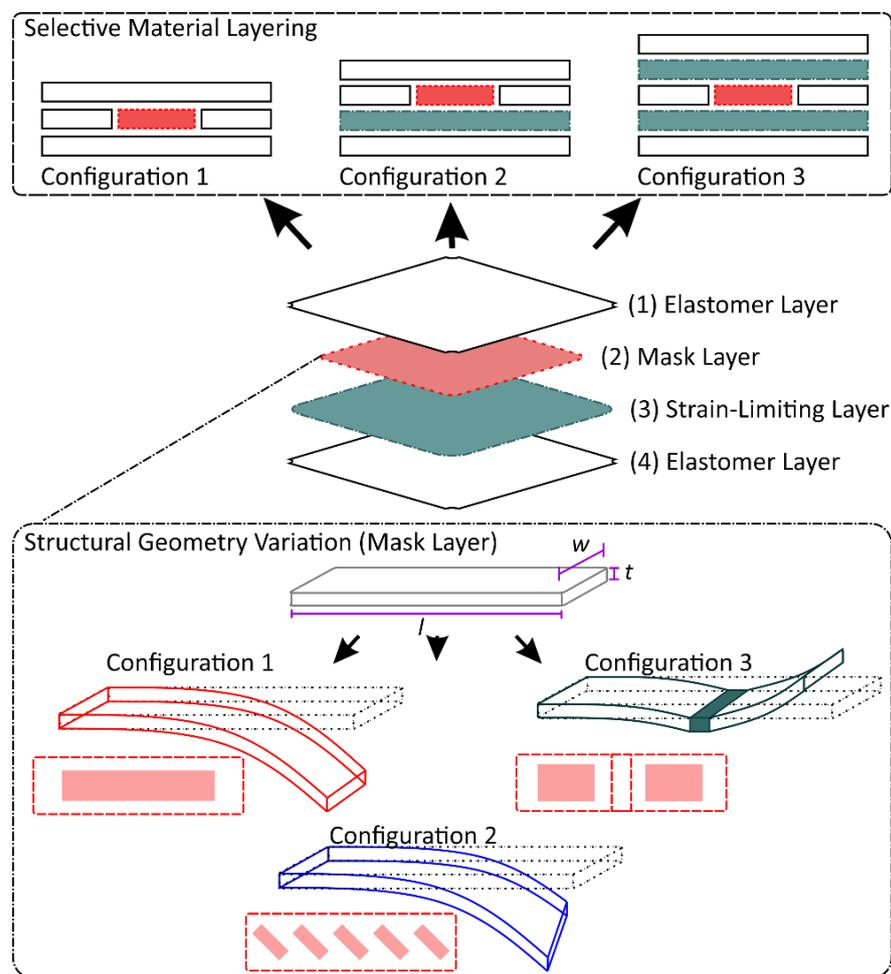 Selective Material Layering
Configuration 1
Configuration 2
Configuration 3
(1) Elastomer Layer
(2) Mask Layer
(3) Strain-Limiting Layer
(4) Elastomer Layer
Structural Geometry Variation (Mask Layer)
w
t
l
Configuration 1
Configuration 3
Configuration 2